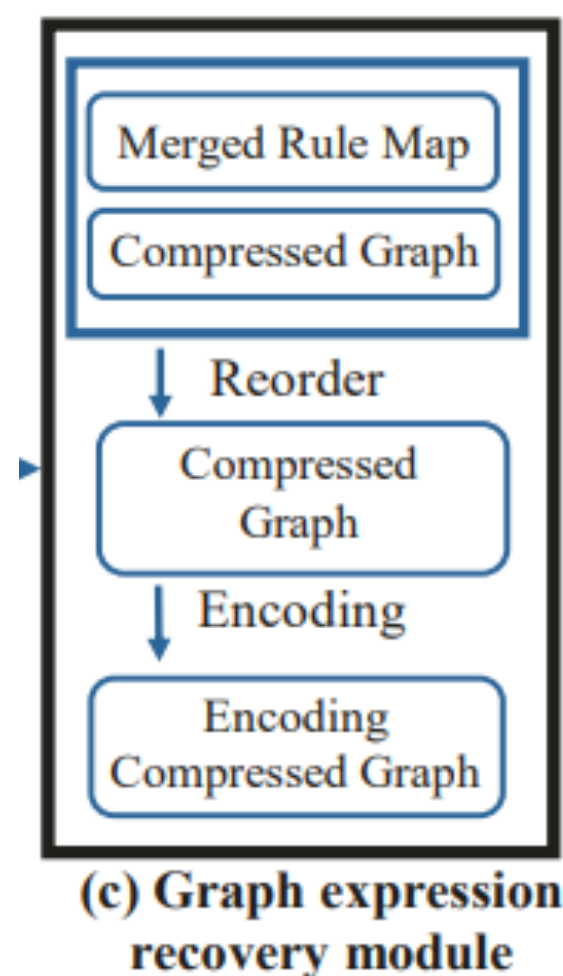 Merged Rule Map
Compressed Graph
Reorder
Compressed
Graph
Encoding
Encoding
Compressed Graph
(c) Graph expression
recovery module